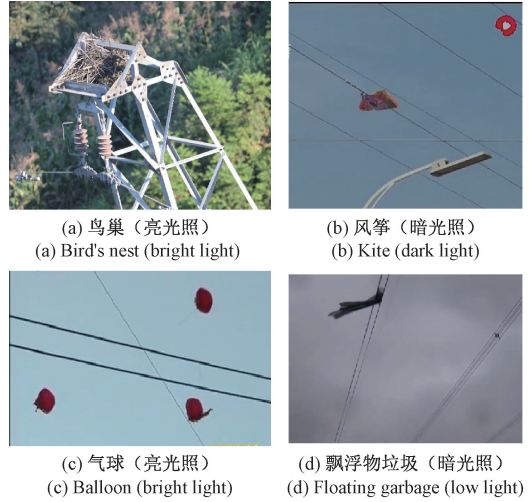 (a) 鸟巢（亮光照）
(a) Bird's nest (bright light)
(b) 风筝（暗光照）
(b) Kite (dark light)
(c) 气球（亮光照）
(c) Balloon (bright light)
(d) 飘浮物垃圾（暗光照）
(d) Floating garbage (low light)